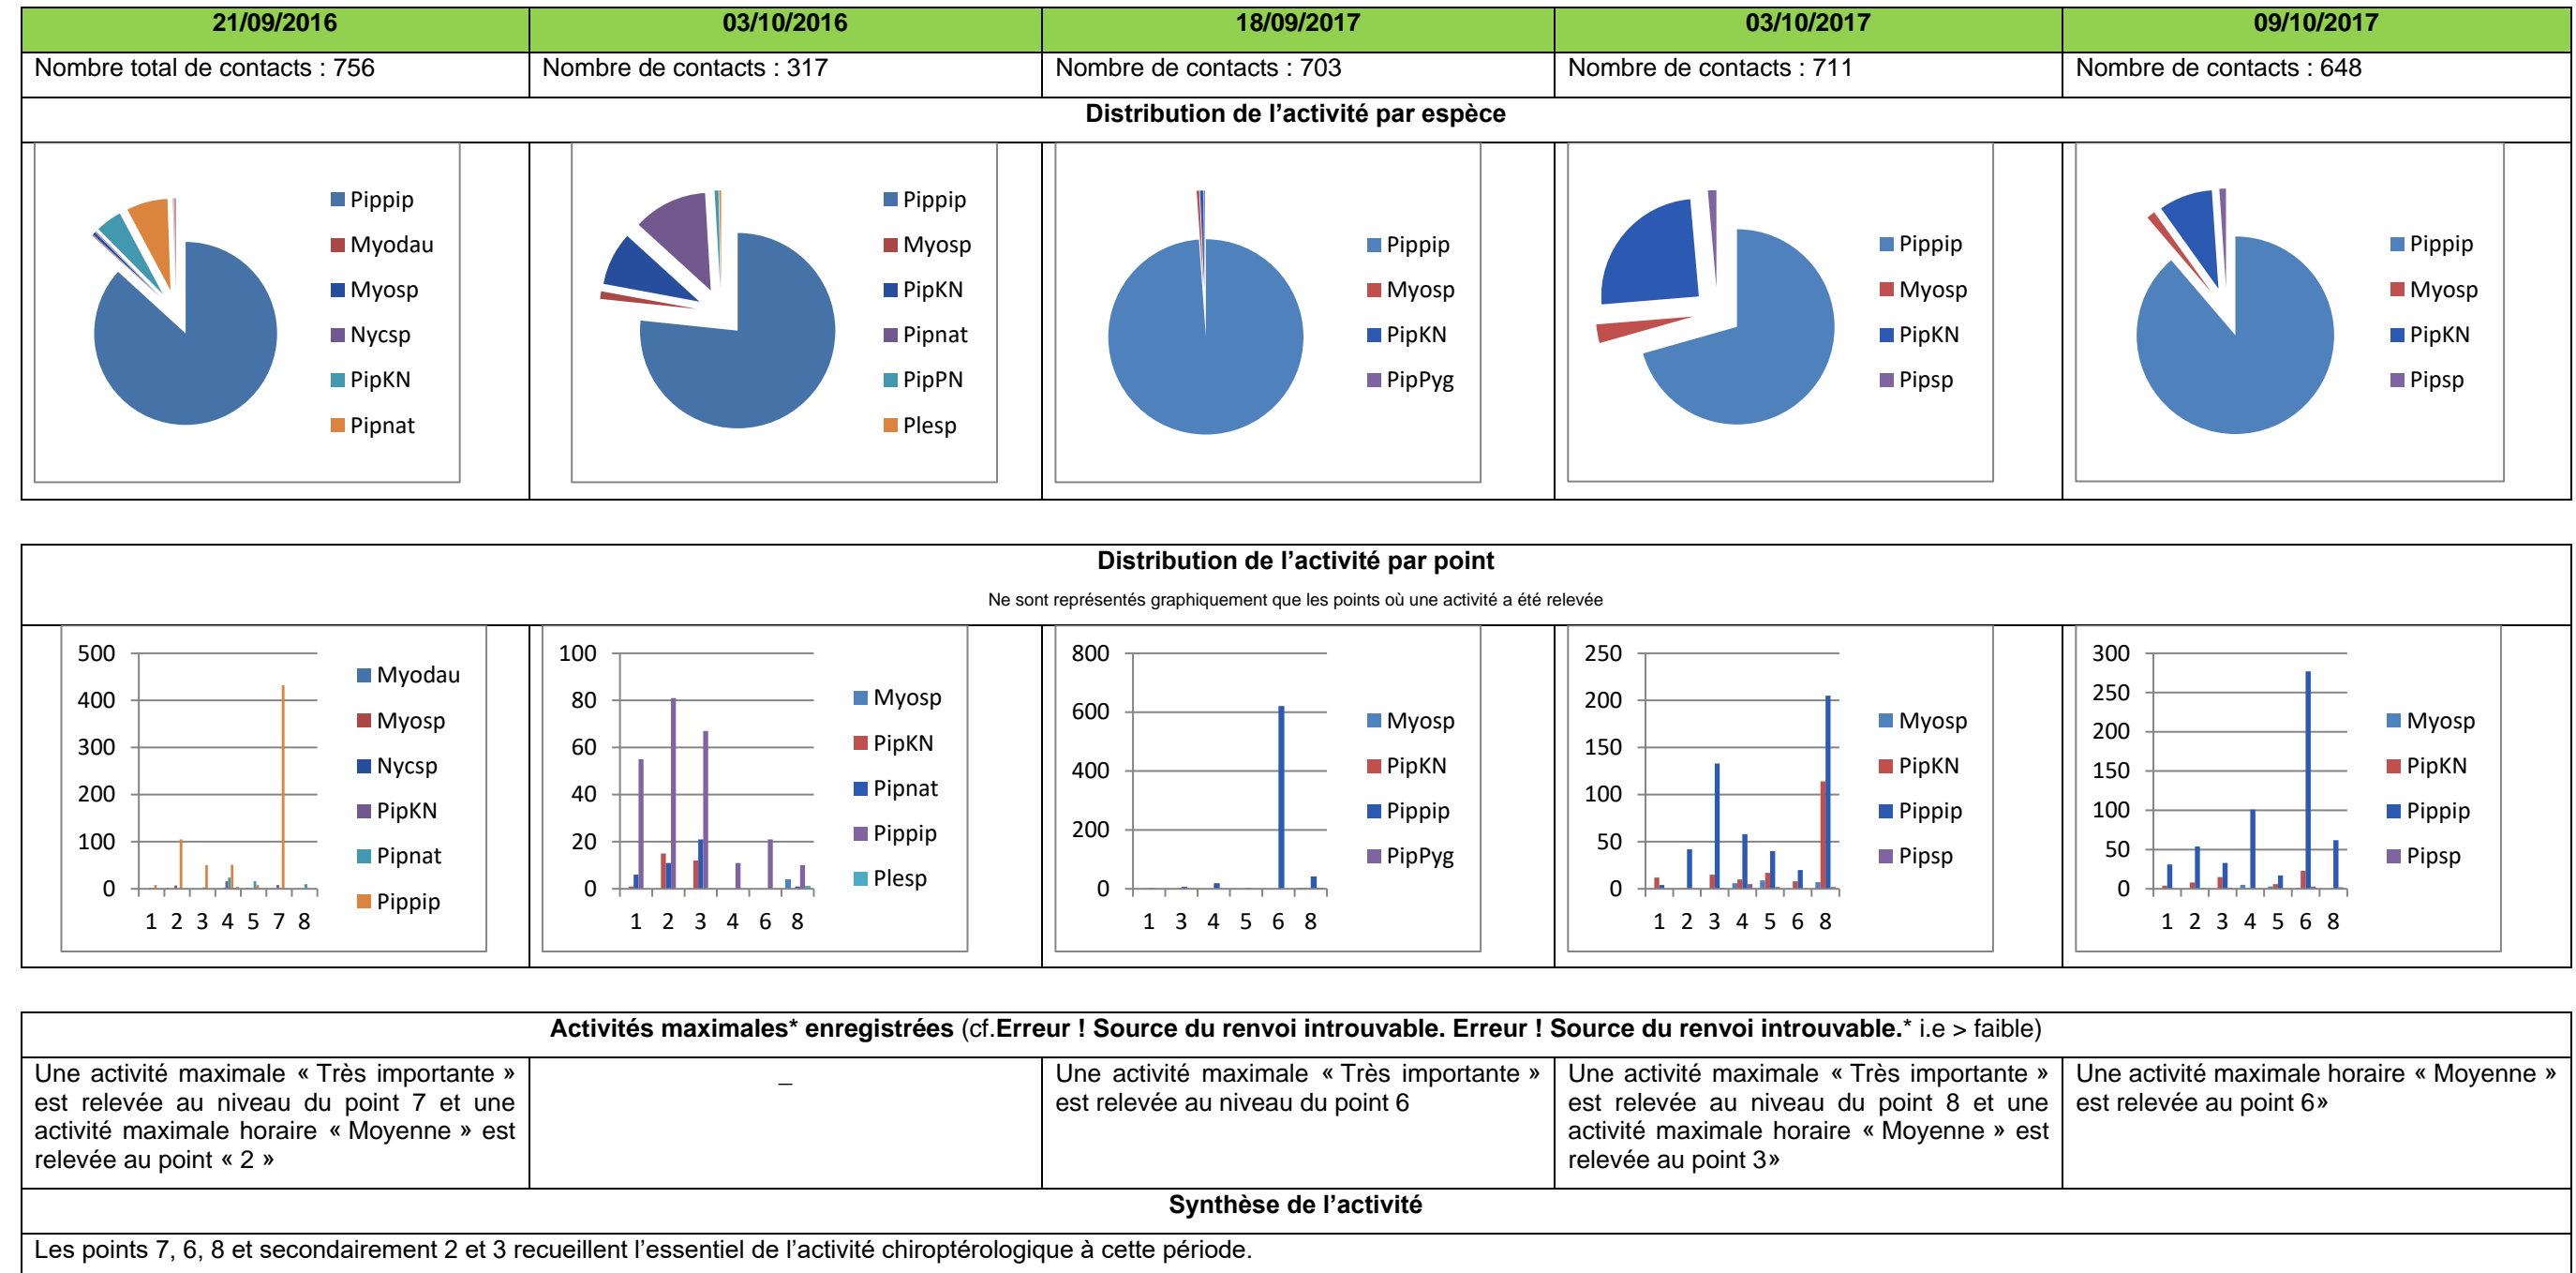 21/09/2016 03/10/2016 18/09/2017 03/10/2017 09/10/2017
Nombre total de contacts : 756 Nombre de contacts : 317 Nombre de contacts : 703 Nombre de contacts : 711 Nombre de contacts : 648
Distribution de l’activité par espèce
Pippip
Myodau
Myosp
Nycsp
PipKN
Pipnat
Pippip
Myosp
PipKN
Pipnat
PipPN
Plesp
Pippip
Myosp
PipKN
PipPyg
Pippip
Myosp
PipKN
Pipsp
Pippip
Myosp
PipKN
Pipsp
Distribution de l’activité par point
Ne sont représentés graphiquement que les points où une activité a été relevée
500
400
300
200
100
0
1 2 3 4 5 7 8
Myodau
Myosp
Nycsp
PipKN
Pipnat
Pippip
100
80
60
40
20
0
1 2 3 4 6 8
Myosp
PipKN
Pipnat
Pippip
Plesp
800
600
400
200
0
1 3 4 5 6 8
Myosp
PipKN
Pippip
PipPyg
250
200
150
100
50
0
1 2 3 4 5 6 8
Myosp
PipKN
Pippip
Pipsp
300
250
200
150
100
50
0
1 2 3 4 5 6 8
Myosp
PipKN
Pippip
Pipsp
Activités maximales* enregistrées (cf.Erreur ! Source du renvoi introuvable. Erreur ! Source du renvoi introuvable.* i.e > faible)
Une activité maximale « Très importante »
est relevée au niveau du point 7 et une
activité maximale horaire « Moyenne » est
relevée au point « 2 »
–
Une activité maximale « Très importante »
est relevée au niveau du point 6
Une activité maximale « Très importante »
est relevée au niveau du point 8 et une
activité maximale horaire « Moyenne » est
relevée au point 3»
Une activité maximale horaire « Moyenne »
est relevée au point 6»
Synthèse de l’activité
Les points 7, 6, 8 et secondairement 2 et 3 recueillent l’essentiel de l’activité chiroptérologique à cette période.